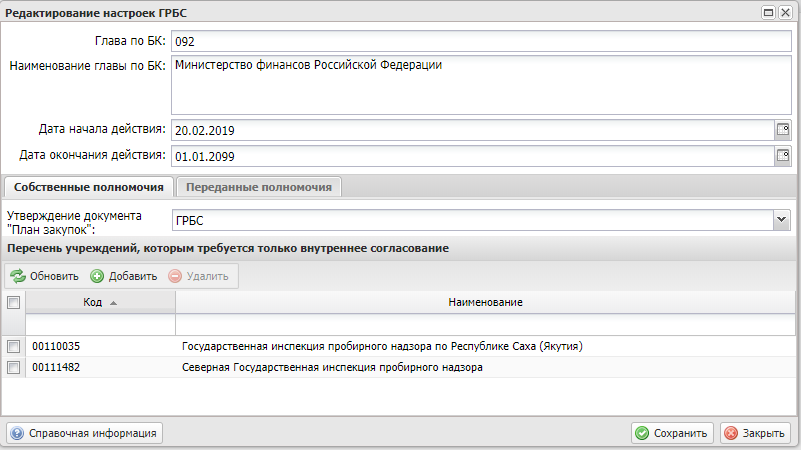 Редактирование настроек ГРБС
Глава по БК: 092
Наименование главы по БК: Министерство финансов Российской Федерации
Дата начала действия: 20.02.2019
Дата окончания действия: 01.01.2099
Собственные полномочия Переданные полномочия
Утверждение документа
"План закупок": ГРБС
Перечень учреждений, которым требуется только внутреннее согласование
Обновить Добавить Удалить
Код Наименование
00110035 Государственная инспекция пробирного надзора по Республике Саха (Якутия)
00111482 Северная Государственная инспекция пробирного надзора
Справочная информация Сохранить Закрыть